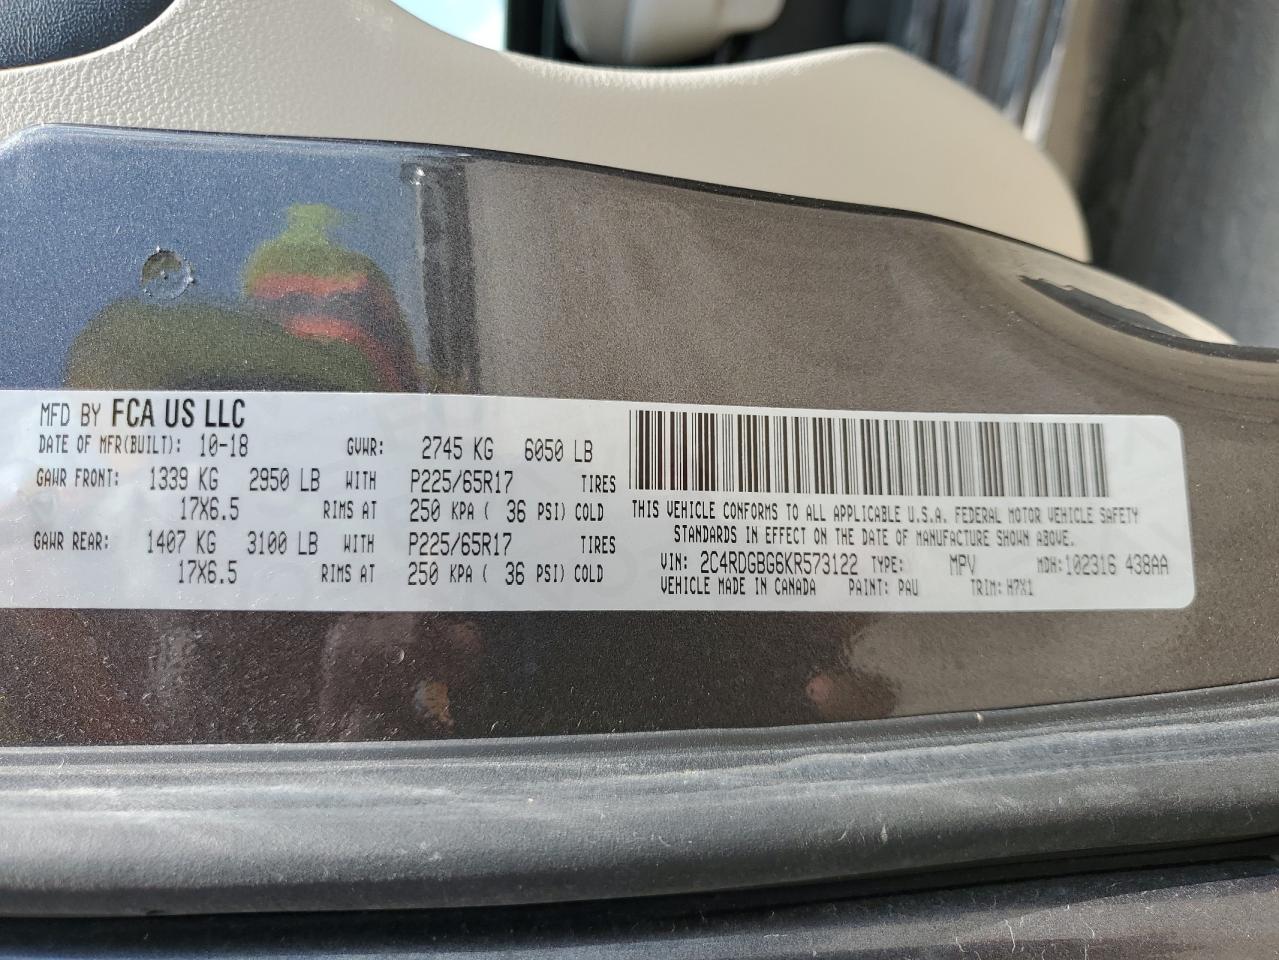 MFD BY FCA US LLC
DATE OF MFR(BUILT): 10-18 GVWR: 2745 KG 6050 LB
GAWR FRONT: 1339 KG 2950 LB WITH P225/65R17 TIRES
17X6.5 RIMS AT 250 KPA ( 36 PSI) COLD
GAWR REAR: 1407 KG 3100 LB WITH P225/65R17 TIRES
17X6.5 RIMS AT 250 KPA ( 36 PSI) COLD
THIS VEHICLE CONFORMS TO ALL APPLICABLE U.S.A. FEDERAL MOTOR VEHICLE SAFETY
STANDARDS IN EFFECT ON THE DATE OF MANUFACTURE SHOWN ABOVE.
VIN: 2C4RDGBG6KR573122 TYPE: MPV MDH: 102316 438AA
VEHICLE MADE IN CANADA PAINT: PAU TRIM: H7X1